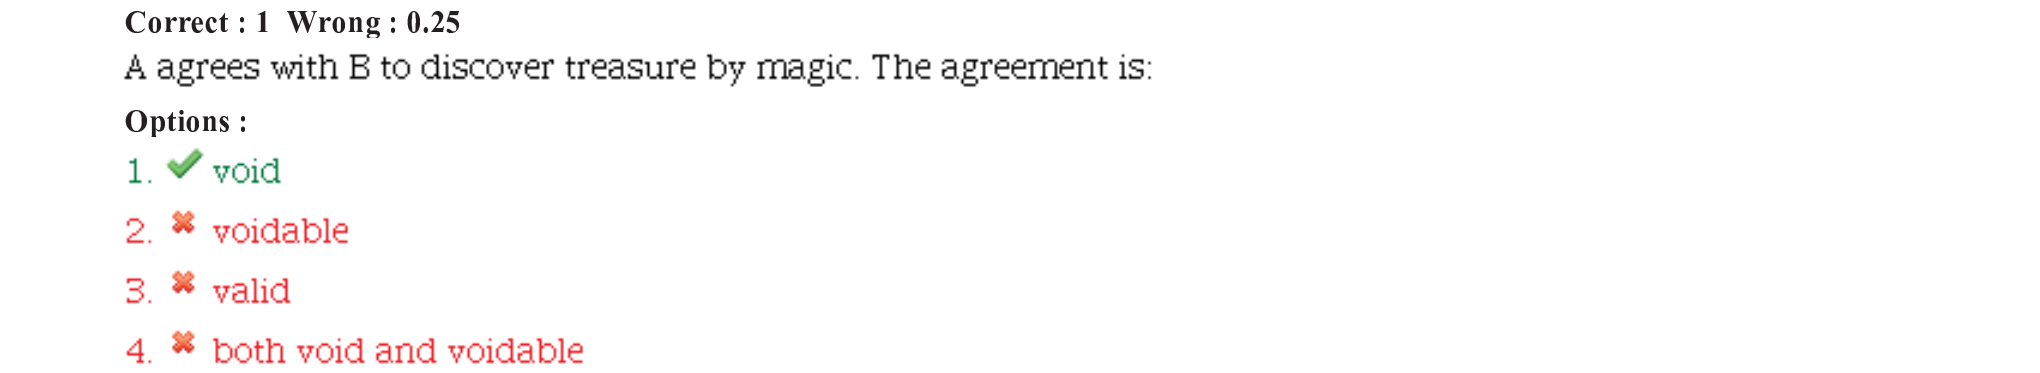 Correct : 1 Wrong : 0.25
A agrees with B to discover treasure by magic. The agreement is:
Options :
1. ✔ void
2. ✖ voidable
3. ✖ valid
4. ✖ both void and voidable